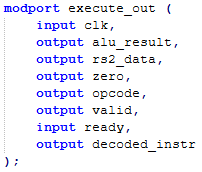 modport execute_out (
    input clk,
    output alu_result,
    output rs2_data,
    output zero,
    output opcode,
    output valid,
    input ready,
    output decoded_instr
);